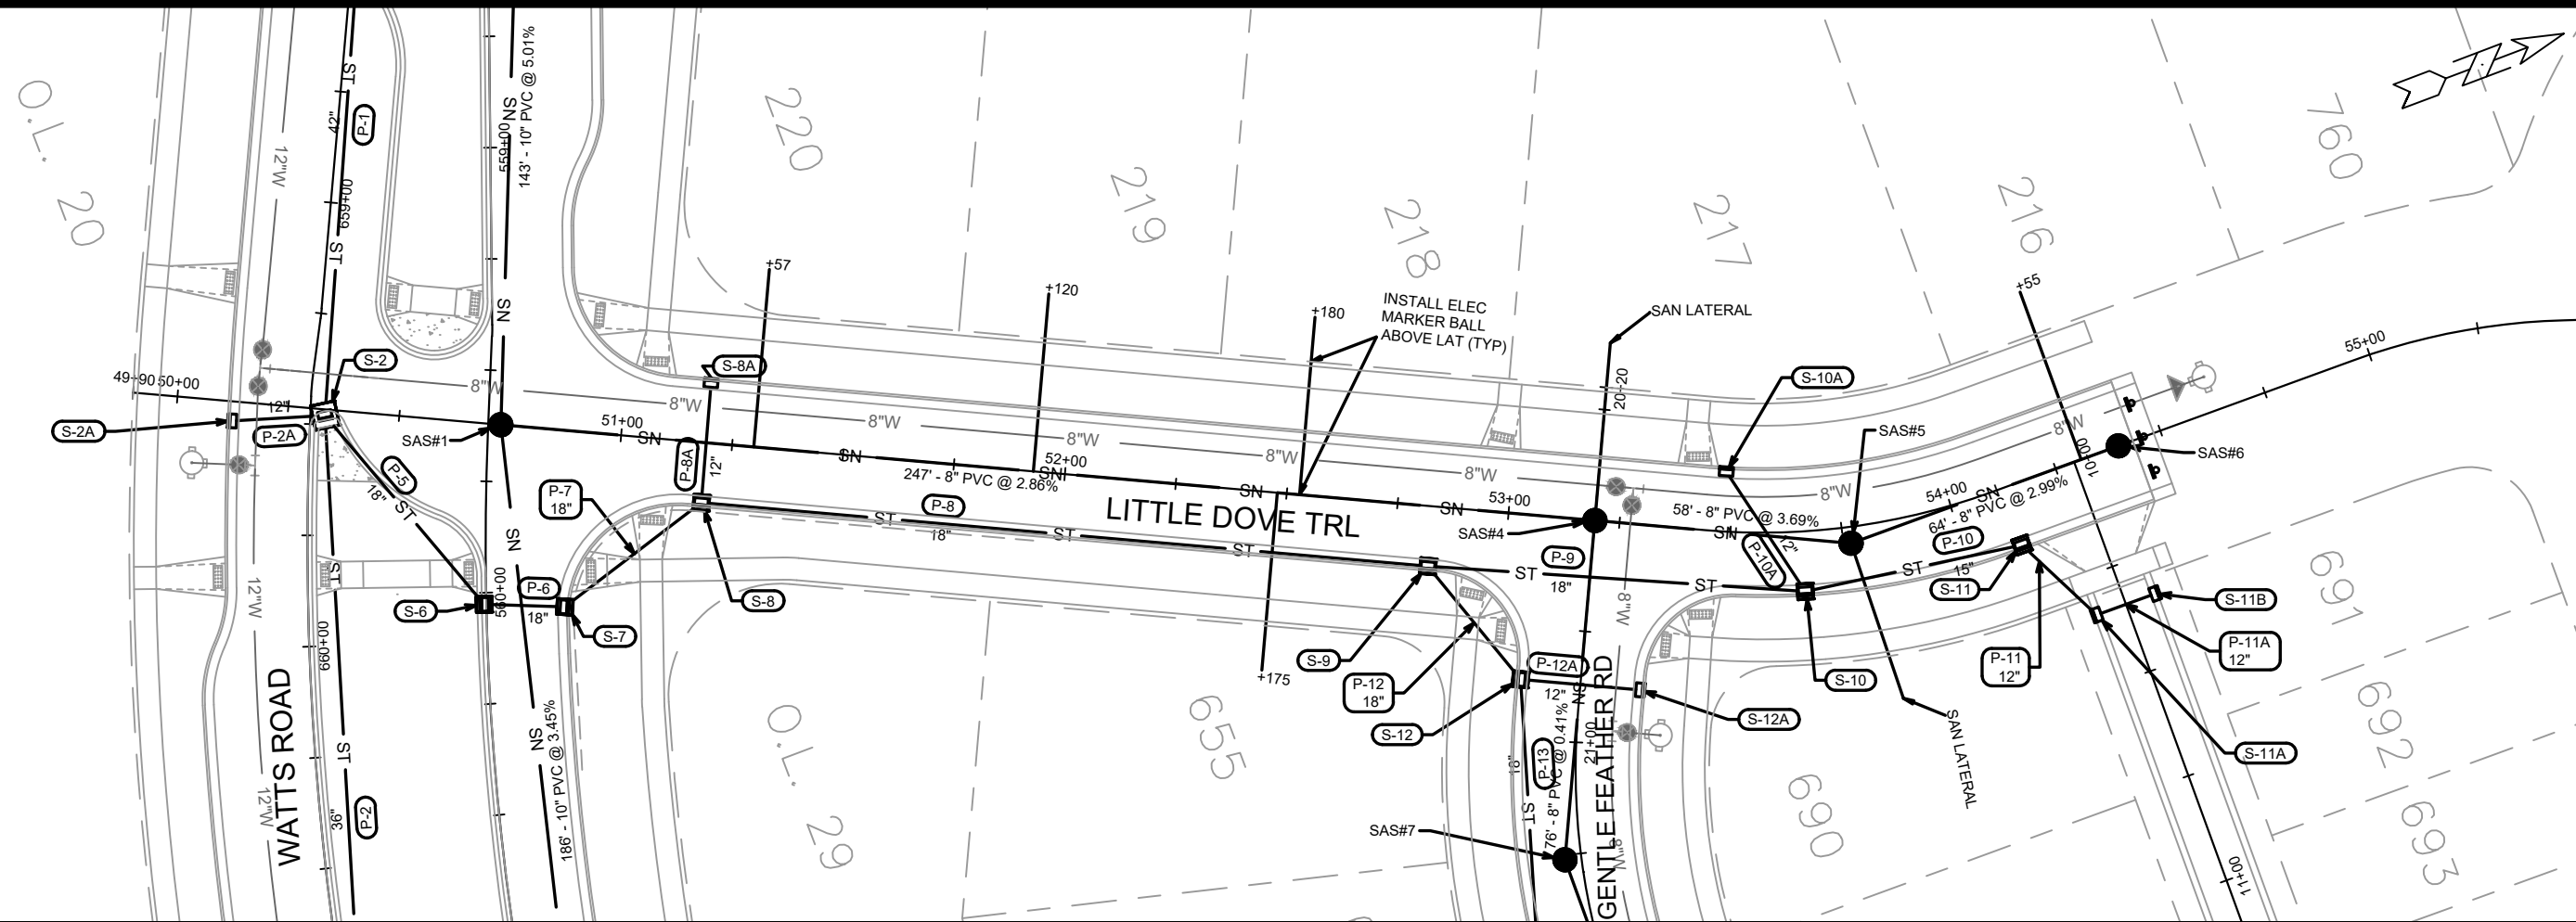 O.L.
20
12"W
42"
P-1
ST
659+00
ST
559+00
SN
143' - 10" PVC @ 5.01%
SN
220
219
218
217
216
760
+57
+120
+180
INSTALL ELEC
MARKER BALL
ABOVE LAT (TYP)
SAN LATERAL
20+20
+55
55+00
49+90
50+00
S-2
8"W
S-8A
8"W
8"W
8"W
8"W
8"W
8"W
8"W
S-10A
S-2A
12"
P-2A
SAS#1
51+00
SN
SN
52+00
SN
SN
SN
53+00
SAS#5
SAS#6
10+00
P-5
18"
ST
P-8A
12"
P-7
18"
247' - 8" PVC @ 2.86%
P-8
18"
ST
ST
ST
LITTLE DOVE TRL
SAS#4
58' - 8" PVC @ 3.69%
SN
54+00
SN
64' - 8" PVC @ 2.99%
P-10
15"
ST
12"
P-10A
P-9
18"
ST
ST
S-11
S-6
560+00
P-6
18"
S-7
S-8
SN
ST
12"W
660+00
WATTS ROAD
12"W
ST
36"
P-2
SN
186' - 10" PVC @ 3.45%
O.L.
29
655
+175
S-9
P-12
18"
S-12
P-12A
12"
S-12A
SN
8"W
S-10
P-11
12"
S-11B
P-11A
12"
S-11A
SAN LATERAL
18"
P-13
ST
76' - 8" PVC @ 0.41%
21+00
GENTLE FEATHER RD
8"W
SAS#7
690
691
692
693
11+00